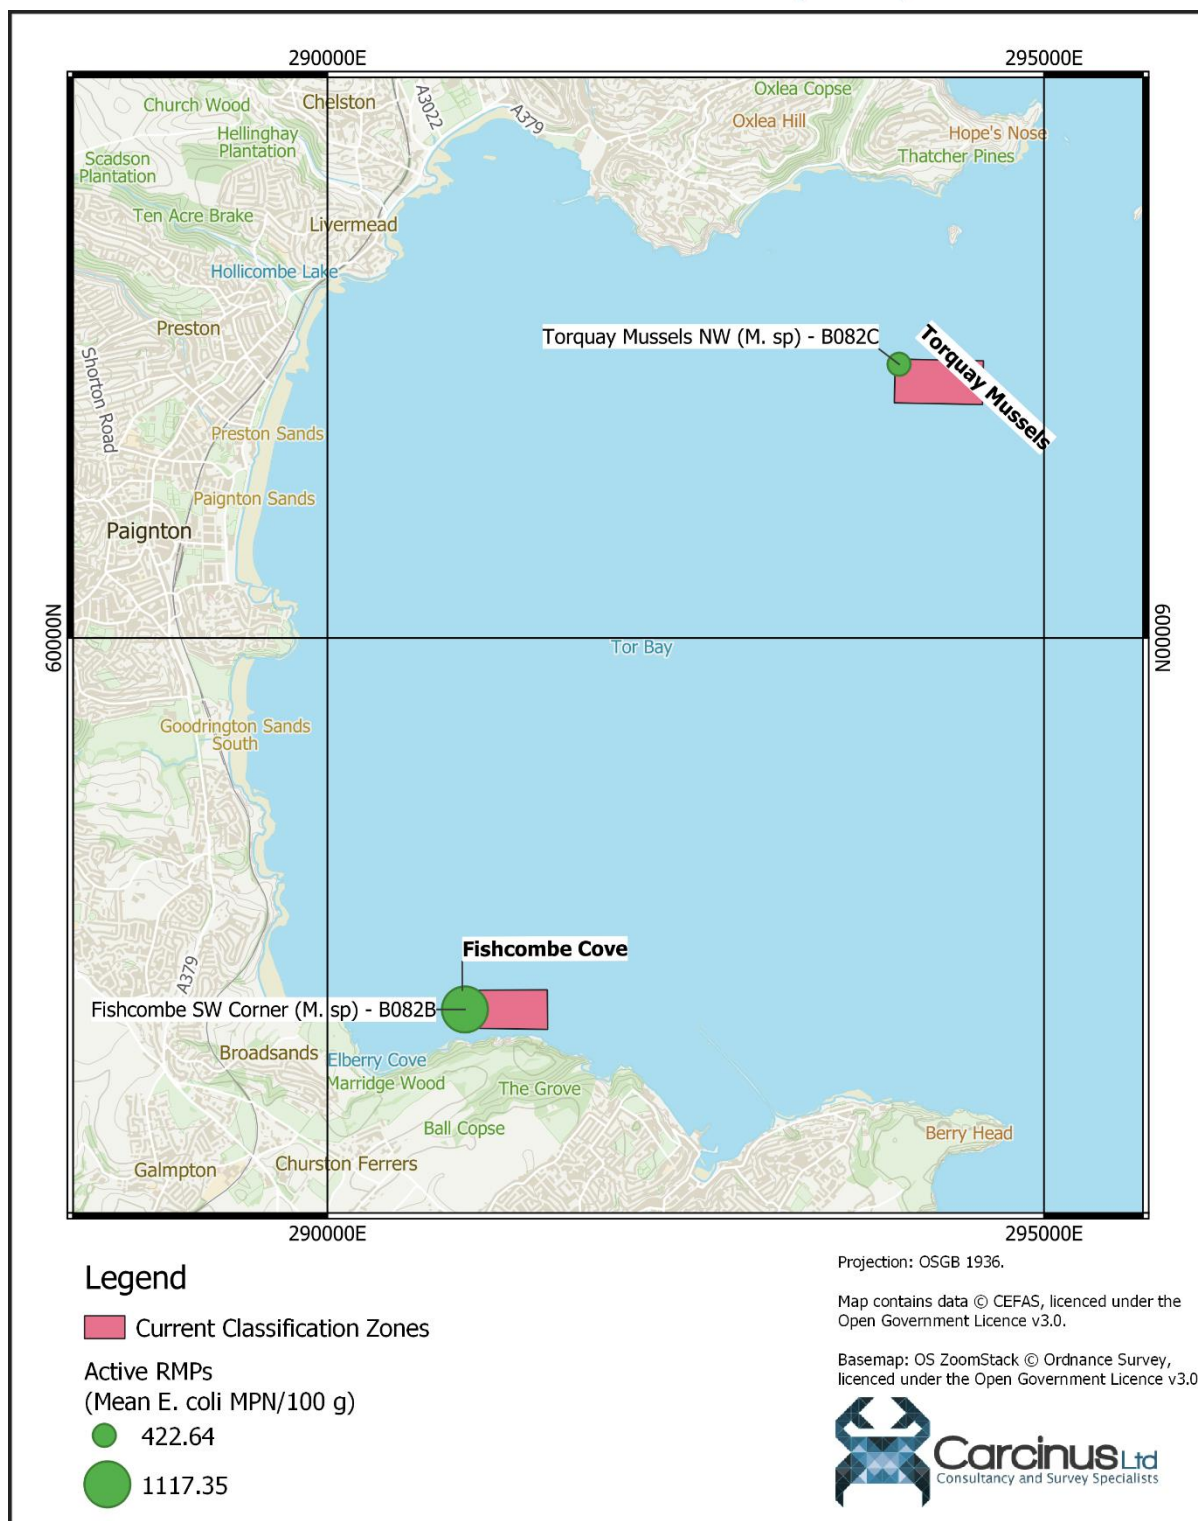 290000E
295000E
Church Wood
Chelston
A3022
A379
Oxlea Copse
Oxlea Hill
Hope's Nose
Thatcher Pines
Hellinghay
Plantation
Scadson
Plantation
Ten Acre Brake
Livermead
Hollicombe Lake
Preston
Shorton Road
Torquay Mussels NW (M. sp) - B082C
Torquay Mussels
Preston Sands
Paignton Sands
Paignton
60000N
60000N
Tor Bay
Goodrington Sands
South
A379
Fishcombe Cove
Fishcombe SW Corner (M. sp) - B082B
Broadsands
Elberry Cove
Marridge Wood
The Grove
Ball Copse
Berry Head
Galmpton
Churston Ferrers
290000E
295000E
Legend
Current Classification Zones
Active RMPs
(Mean E. coli MPN/100 g)
422.64
1117.35
Projection: OSGB 1936.
Map contains data © CEFAS, licenced under the
Open Government Licence v3.0.
Basemap: OS ZoomStack © Ordnance Survey,
licenced under the Open Government Licence v3.0
Carcinus Ltd
Consultancy and Survey Specialists